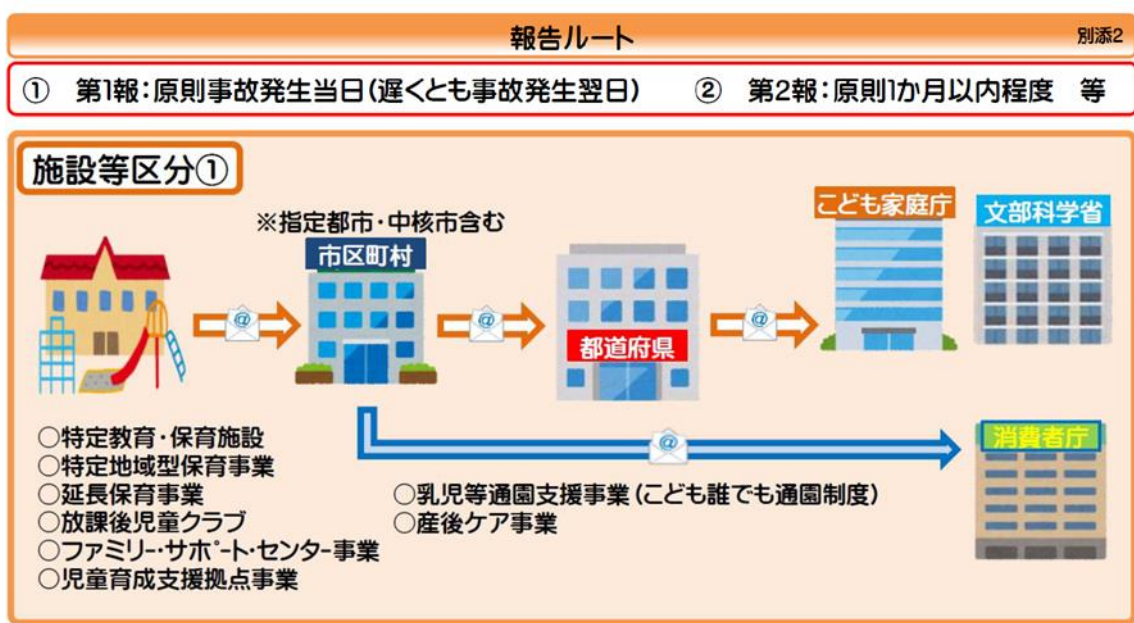 報告ルート
別添2
① 第1報：原則事故発生当日（遅くとも事故発生翌日） ② 第2報：原則1か月以内程度 等
施設等区分①
※指定都市・中核市含む
市区町村
都道府県
こども家庭庁
文部科学省
@
@
@
@
消費者庁
○特定教育・保育施設
○特定地域型保育事業
○延長保育事業
○放課後児童クラブ
○ファミリー・サポート・センター事業
○児童育成支援拠点事業
○乳児等通園支援事業（こども誰でも通園制度）
○産後ケア事業